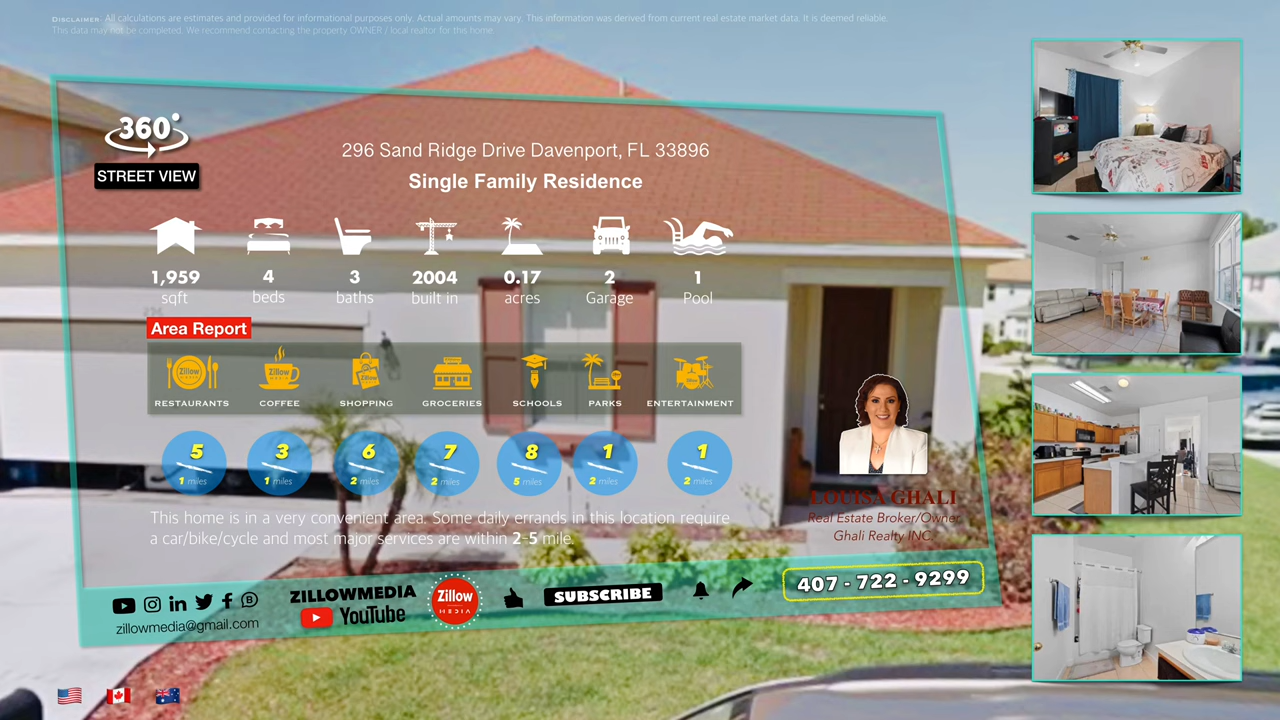 DISCLAIMER All calculations are estimates and provided for informational purposes only. Actual amounts may vary. This information was derived from current real estate market data. It is deemed reliable.
This data may not be completed. We recommend contacting the property OWNER / local realtor for this home
360°
STREET VIEW
296 Sand Ridge Drive Davenport, FL 33896
Single Family Residence
1,959 4 3 2004 0.17 2 1
sqft beds baths built in acres Garage Pool
Area Report
Zillow Zillow Zillow
RESTAURANTS COFFEE SHOPPING GROCERIES SCHOOLS PARKS ENTERTAINMENT
5 3 6 7 8 1 1
1 miles 1 miles 2 miles 2 miles 5 miles 2 miles 2 miles
This home is in a very convenient area. Some daily errands in this location require
a car/bike/cycle and most major services are within 2-5 mile.
LOUISA GHALI
Real Estate Broker/Owner
Ghali Realty INC.
zillowmedia@gmail.com
ZILLOWMEDIA
YouTube
Zillow
MEDIA
SUBSCRIBE
407 - 722 - 9299